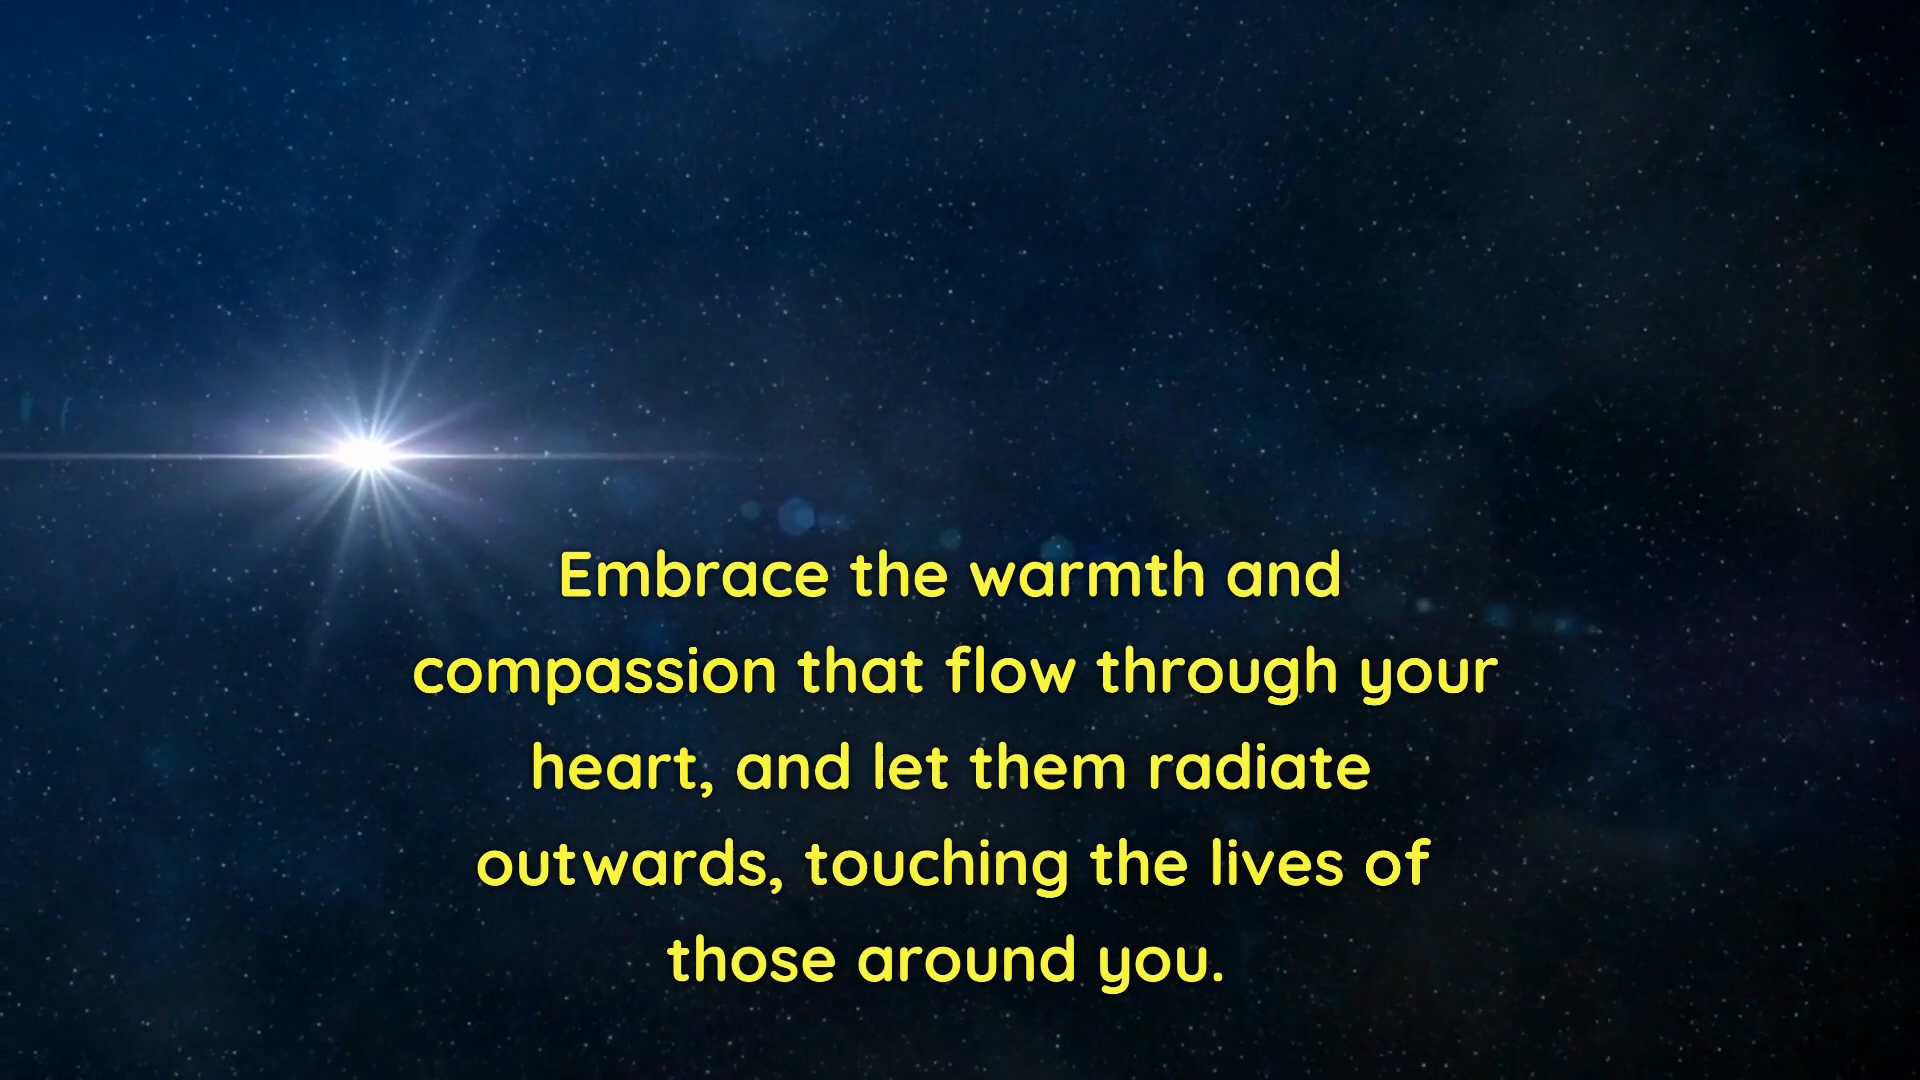 Embrace the warmth and
compassion that flow through your
heart, and let them radiate
outwards, touching the lives of
those around you.